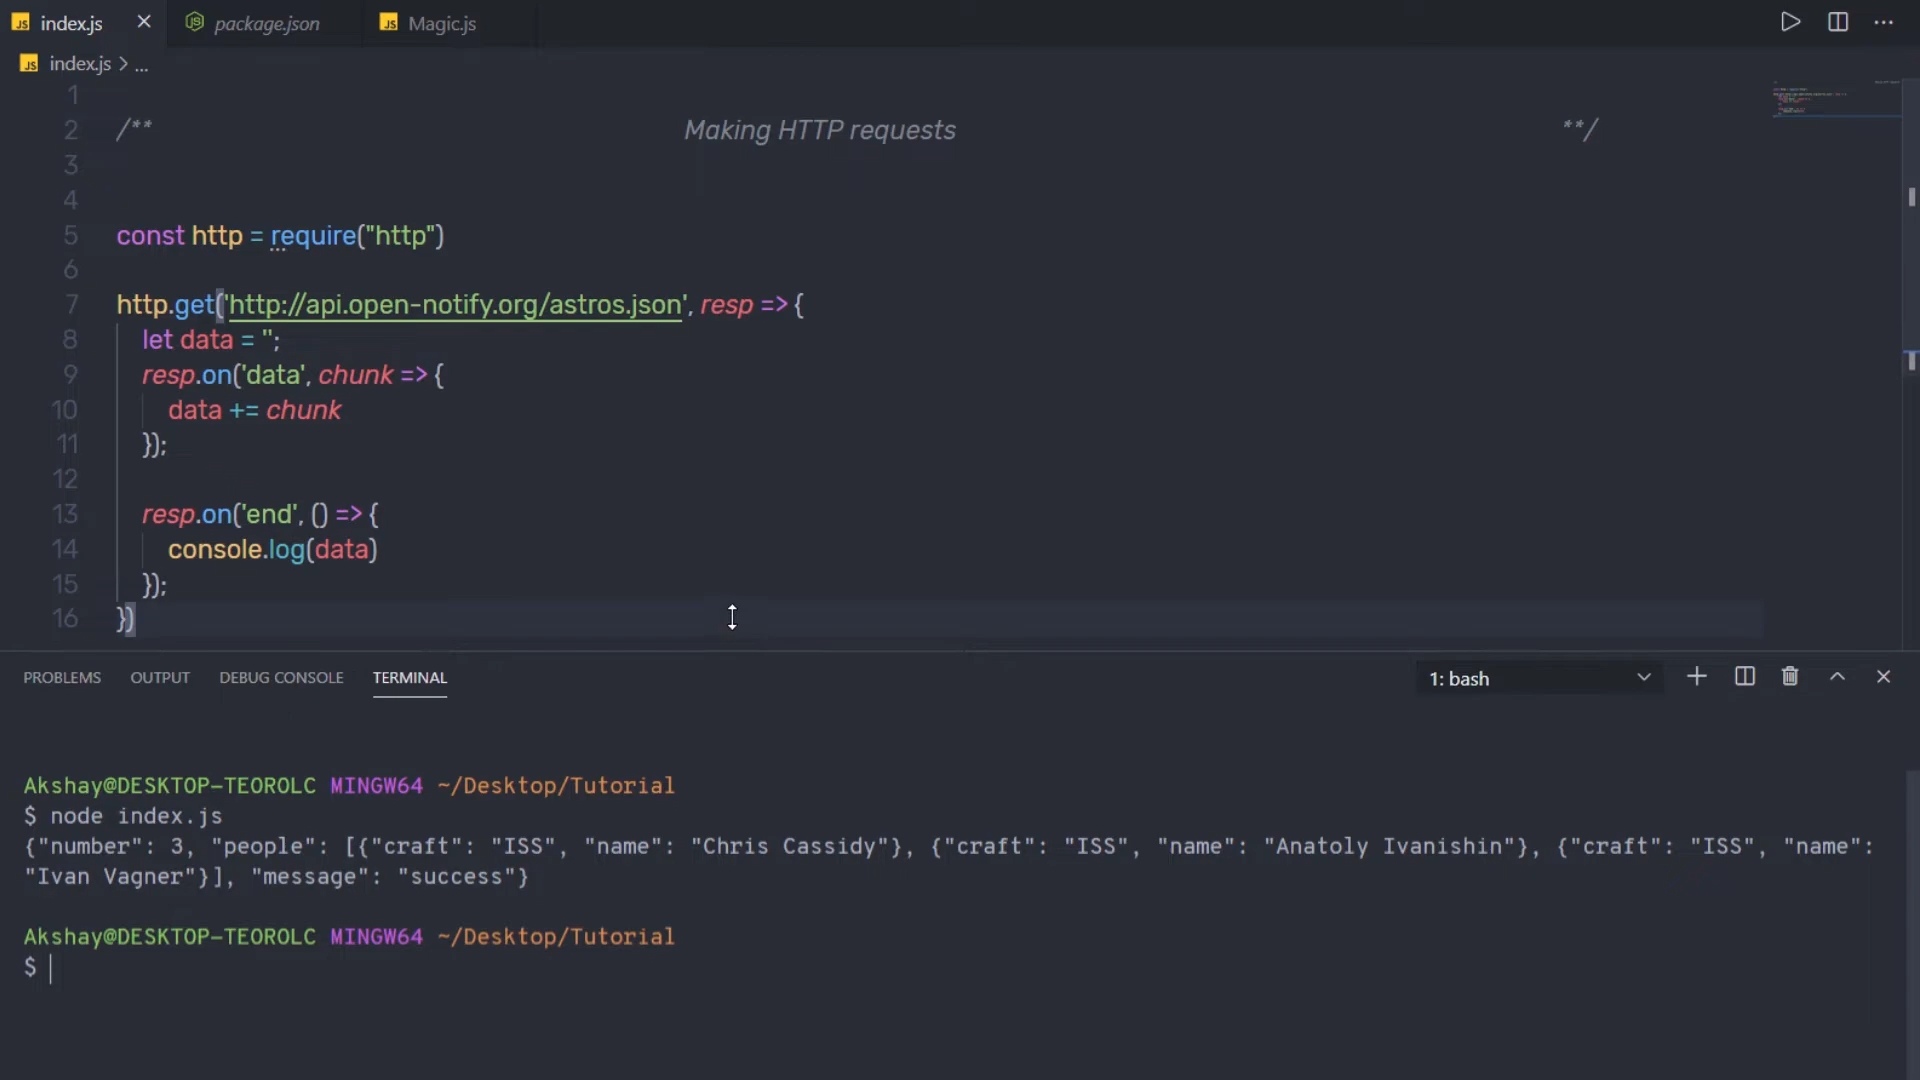 JS index.js JS package.json JS Magic.js
JS index.js > ...
1
2 /** Making HTTP requests **/
3
4
5 const http = require("http")
6
7 http.get('http://api.open-notify.org/astros.json', resp => {
8 let data = '';
9 resp.on('data', chunk => {
10 data += chunk
11 });
12
13 resp.on('end', () => {
14 console.log(data)
15 });
16 })
PROBLEMS OUTPUT DEBUG CONSOLE TERMINAL 1: bash
Akshay@DESKTOP-TEOROLC MINGW64 ~/Desktop/Tutorial
$ node index.js
{"number": 3, "people": [{"craft": "ISS", "name": "Chris Cassidy"}, {"craft": "ISS", "name": "Anatoly Ivanishin"}, {"craft": "ISS", "name":
"Ivan Vagner"}], "message": "success"}
Akshay@DESKTOP-TEOROLC MINGW64 ~/Desktop/Tutorial
$